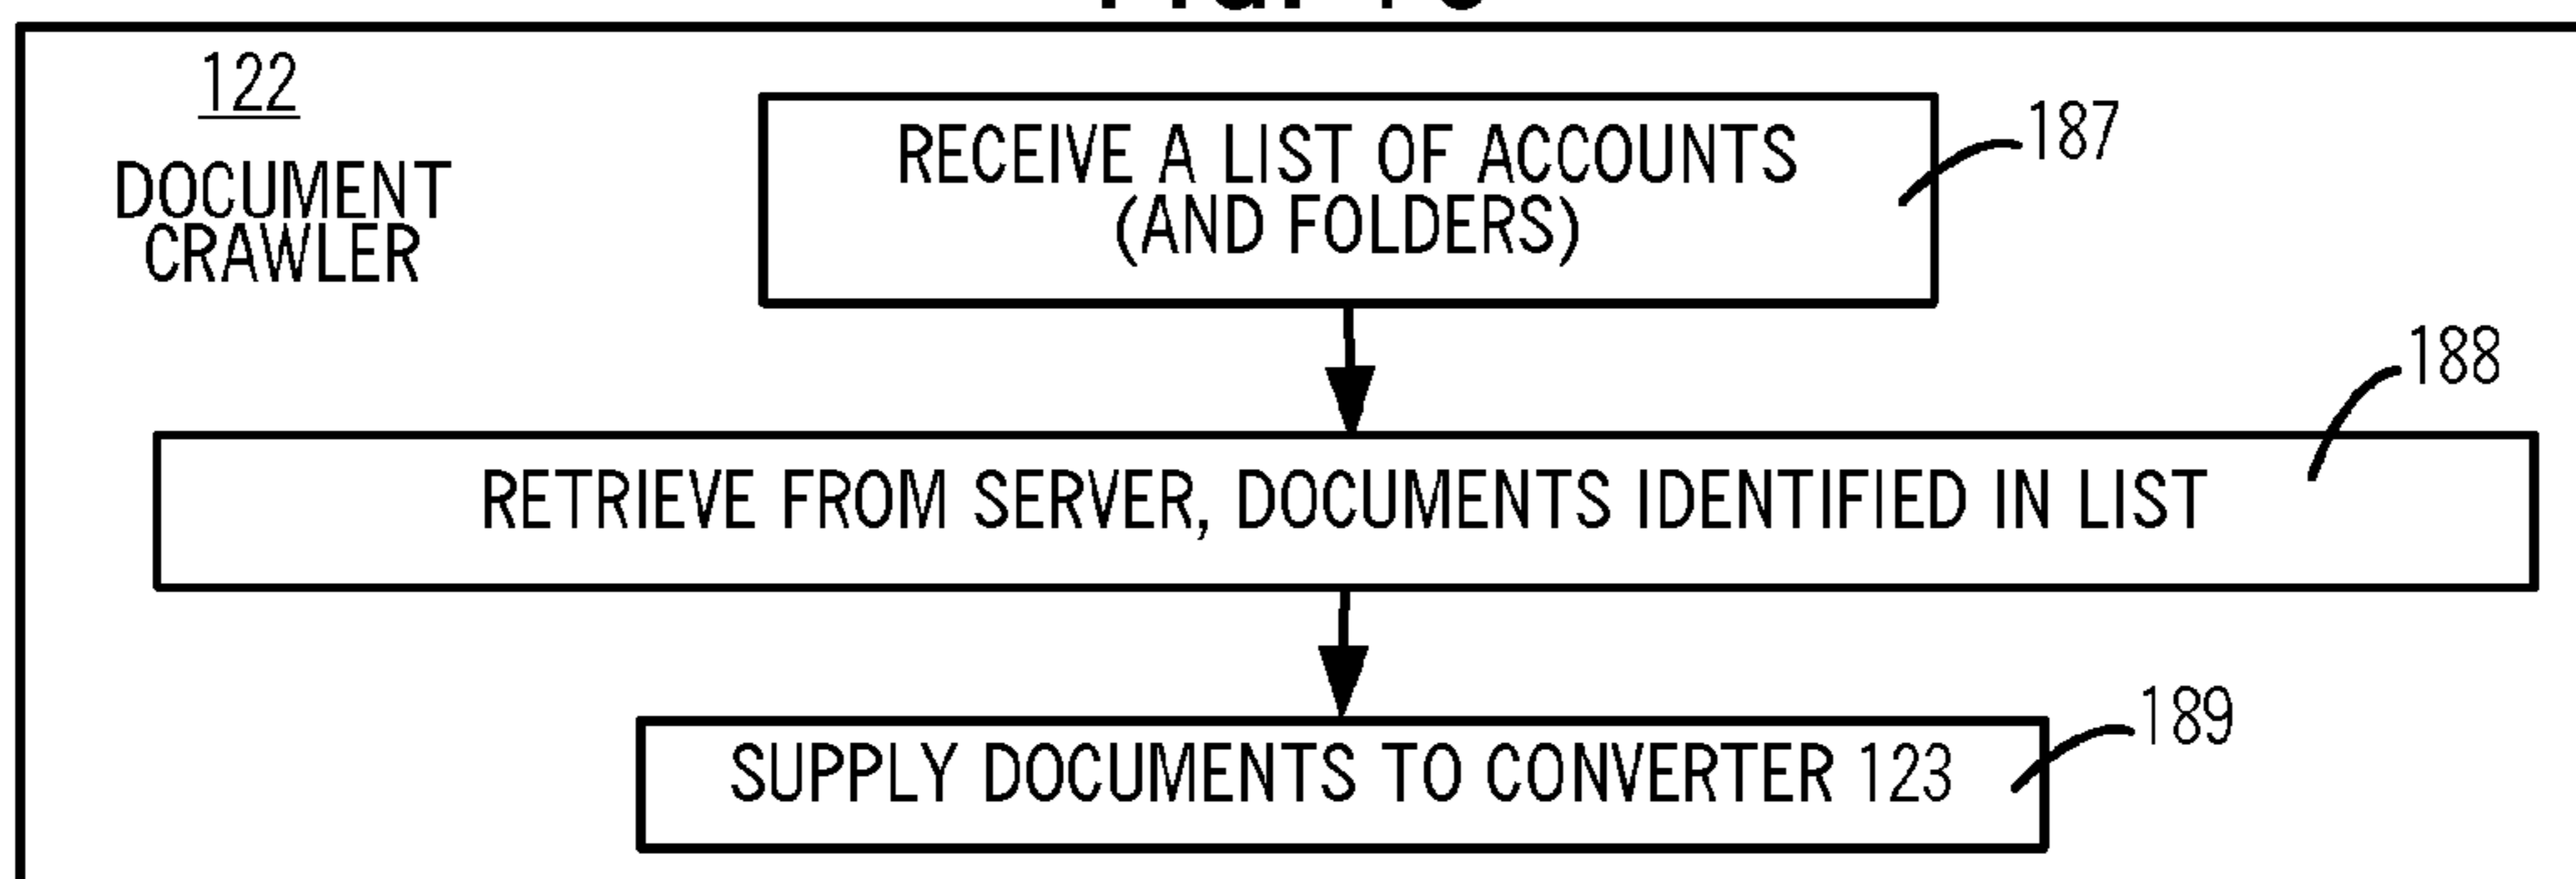 122
DOCUMENT
CRAWLER
RECEIVE A LIST OF ACCOUNTS
(AND FOLDERS)
187
188
RETRIEVE FROM SERVER, DOCUMENTS IDENTIFIED IN LIST
189
SUPPLY DOCUMENTS TO CONVERTER 123